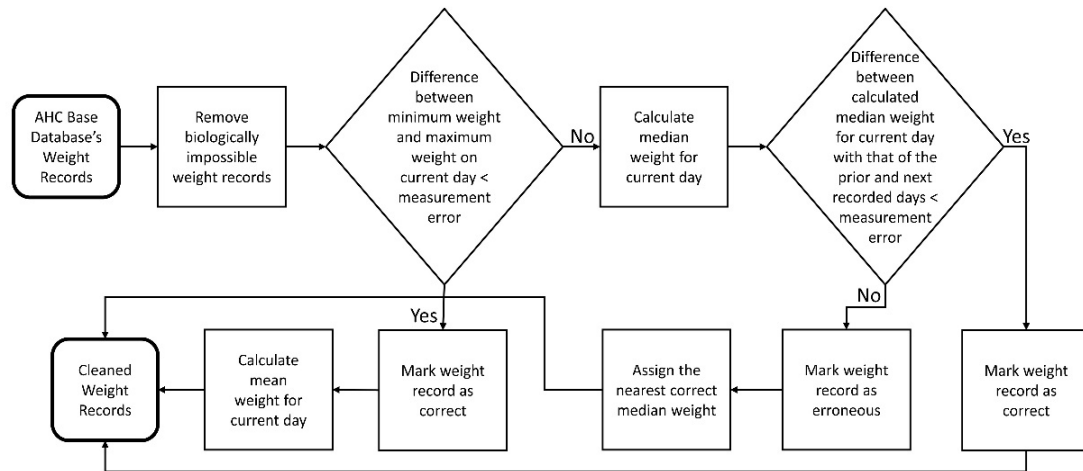 AHC Base
Database's
Weight
Records
Remove
biologically
impossible
weight records
Difference
between
minimum weight
and maximum
weight on
current day <
measurement
error
No
Calculate
median
weight for
current day
Difference
between
calculated
median weight
for current day
with that of the
prior and next
recorded days <
measurement
error
Yes
No
Yes
Cleaned
Weight
Records
Calculate
mean
weight for
current day
Mark weight
record as
correct
Assign the
nearest correct
median weight
Mark weight
record as
erroneous
Mark weight
record as
correct